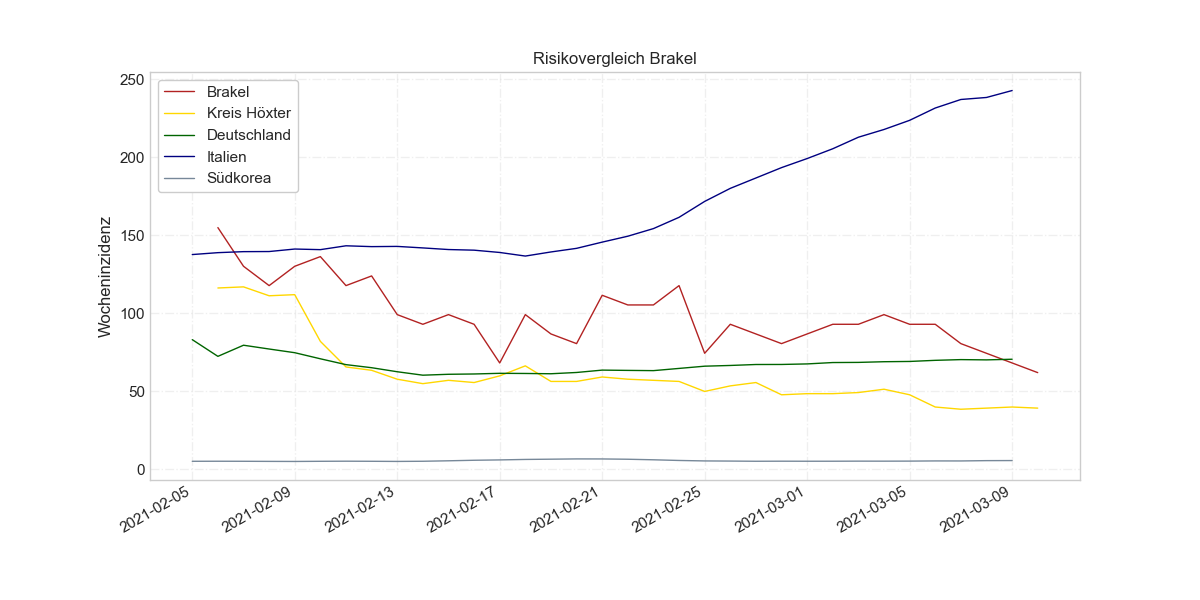 Risikovergleich Brakel
Wocheninzidenz
250
200
150
100
50
0
Brakel
Kreis Höxter
Deutschland
Italien
Südkorea
2021-02-05
2021-02-09
2021-02-13
2021-02-17
2021-02-21
2021-02-25
2021-03-01
2021-03-05
2021-03-09